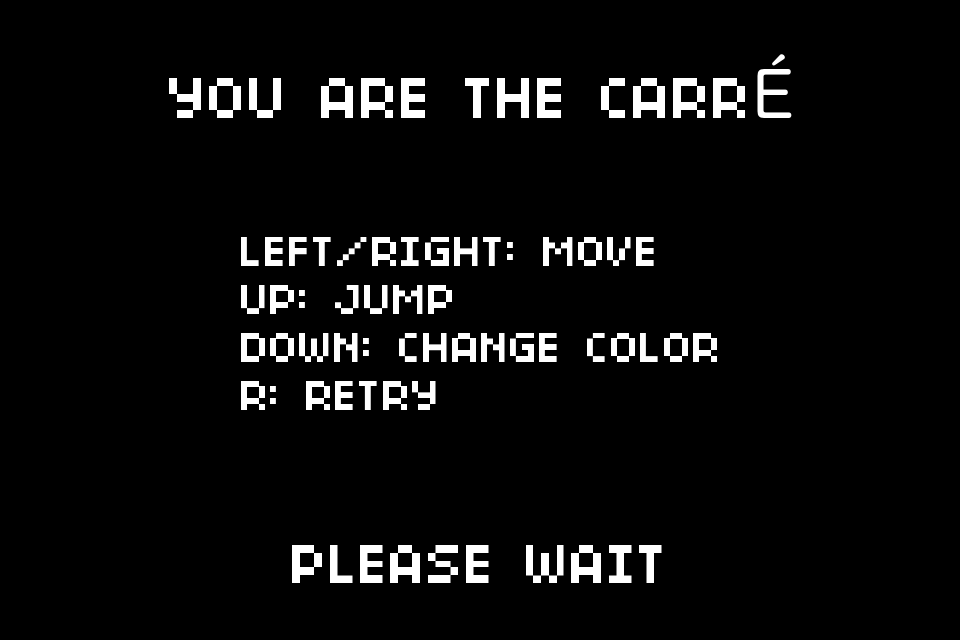 YOU ARE THE CARRÉ
LEFT/RIGHT: MOVE
UP: JUMP
DOWN: CHANGE COLOR
R: RETRY
PLEASE WAIT